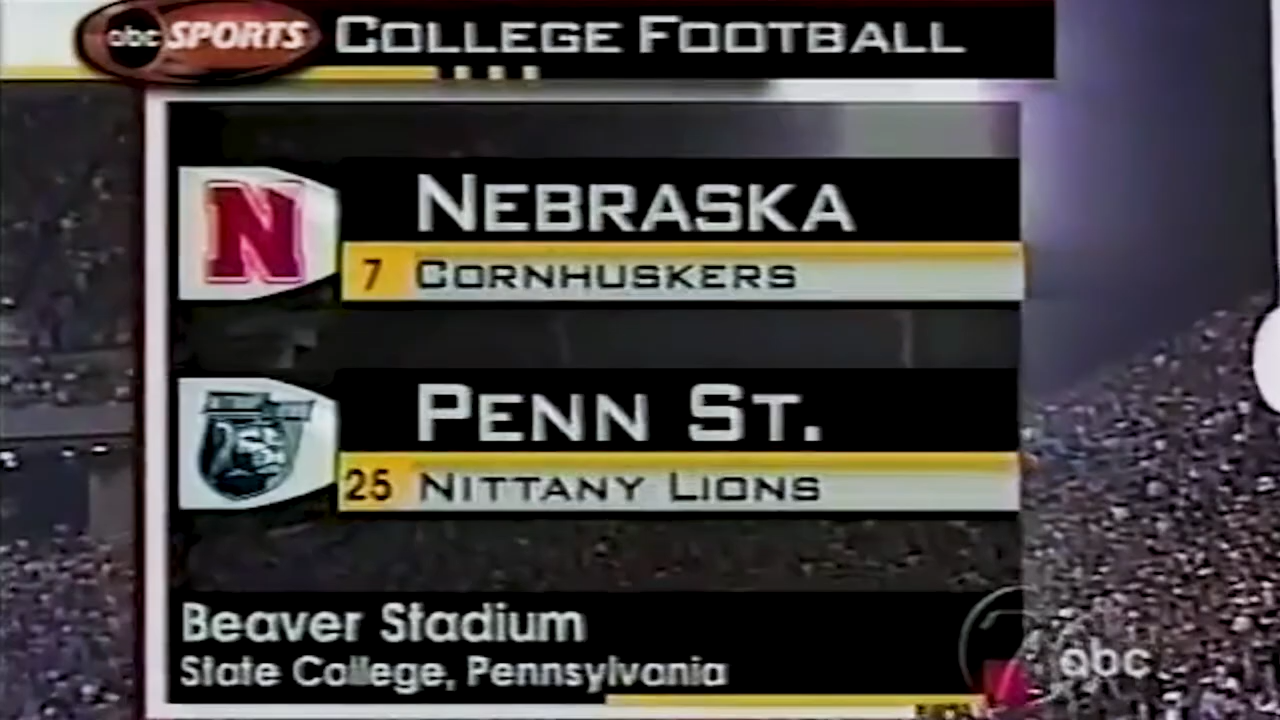 abc SPORTS COLLEGE FOOTBALL
N
NEBRASKA
7 CORNHUSKERS
PENN ST.
25 NITTANY LIONS
Beaver Stadium
State College, Pennsylvania
abc